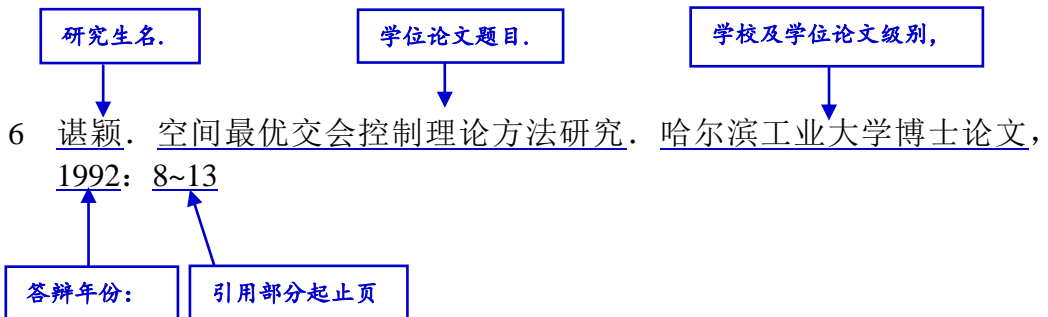 研究生名.
学位论文题目.
学校及学位论文级别,
6 谌颖. 空间最优交会控制理论方法研究. 哈尔滨工业大学博士论文,
1992: 8~13
答辩年份:
引用部分起止页